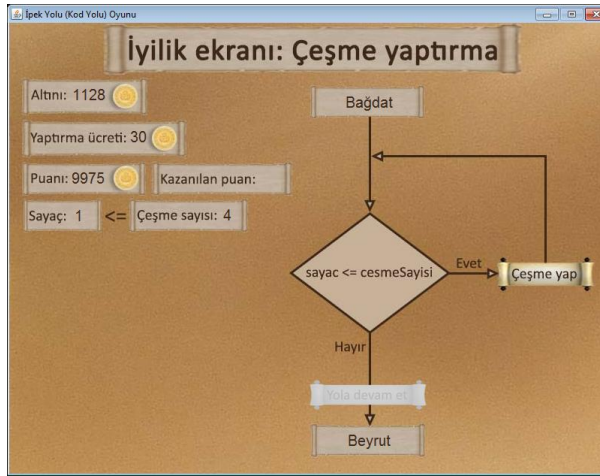 İpek Yolu (Kod Yolu) Oyunu
İyilik ekranı: Çeşme yaptırma
Altını: 1128
Yaptırma ücreti: 30
Puanı: 9975 Kazanılan puan:
Sayaç: 1 <= Çeşme sayısı: 4
Bağdat
sayac <= cesmeSayisi
Evet
Çeşme yap
Hayır
Yola devam et
Beyrut